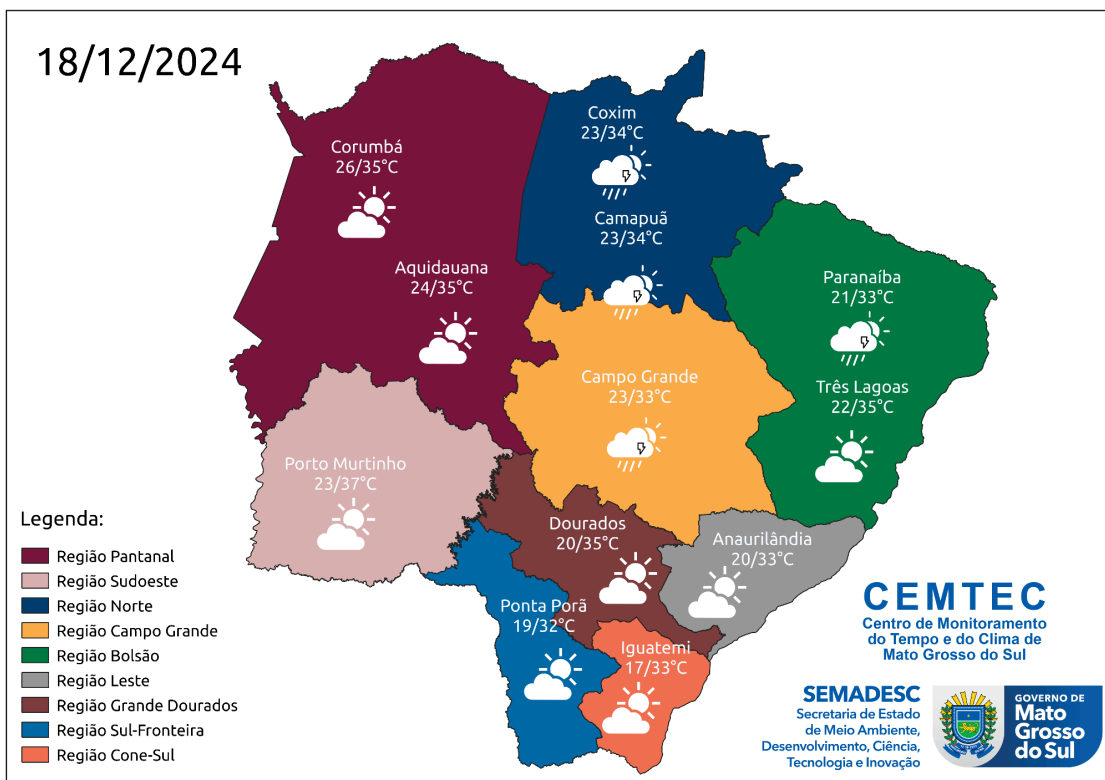 18/12/2024
Coxim
23/34°C
Corumbá
26/35°C
Camapuã
23/34°C
Aquidauana
24/35°C
Paranaíba
21/33°C
Campo Grande
23/33°C
Três Lagoas
22/35°C
Porto Murtinho
23/37°C
Dourados
20/35°C
Anaurilândia
20/33°C
Ponta Porã
19/32°C
Iguatemi
17/33°C
Legenda:
Região Pantanal
Região Sudoeste
Região Norte
Região Campo Grande
Região Bolsão
Região Leste
Região Grande Dourados
Região Sul-Fronteira
Região Cone-Sul
CEMTEC
Centro de Monitoramento
do Tempo e do Clima de
Mato Grosso do Sul
SEMADESC
Secretaria de Estado
de Meio Ambiente,
Desenvolvimento, Ciência,
Tecnologia e Inovação
GOVERNO DE
Mato
Grosso
do Sul